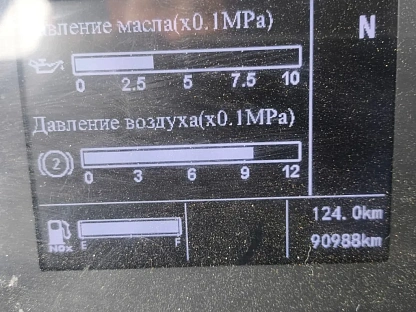 Давление масла(x0.1MPa)
N
0 2.5 5 7.5 10
Давление воздуха(x0.1MPa)
2
0 3 6 9 12
124.0km
NOx E F
90988km